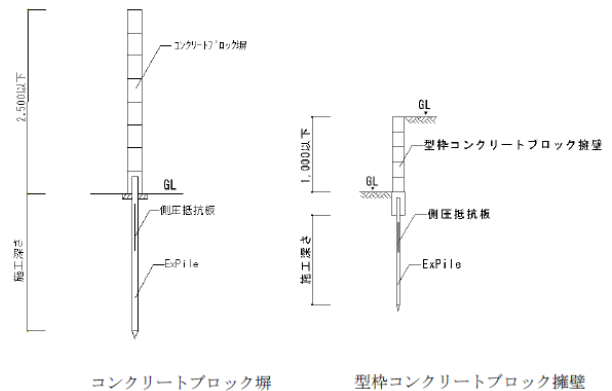 2,500以下
施工深さ
コンクリートブロック塀
GL
側圧抵抗板
ExPile
コンクリートブロック塀
1,000以下
施工深さ
GL
GL
型枠コンクリートブロック擁壁
側圧抵抗板
ExPile
型枠コンクリートブロック擁壁